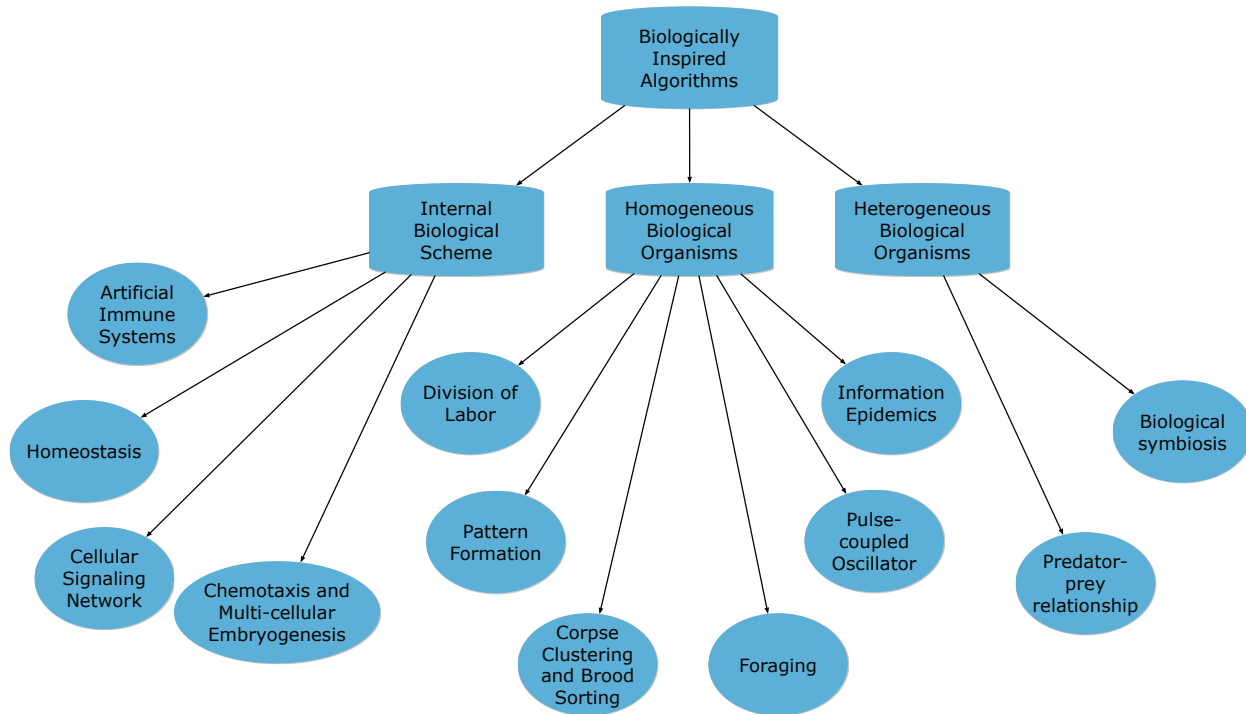 Biologically
Inspired
Algorithms
Internal
Biological
Scheme
Homogeneous
Biological
Organisms
Heterogeneous
Biological
Organisms
Artificial
Immune
Systems
Homeostasis
Cellular
Signaling
Network
Chemotaxis and
Multi-cellular
Embryogenesis
Division of
Labor
Pattern
Formation
Corpse
Clustering
and Brood
Sorting
Foraging
Pulse-
coupled
Oscillator
Information
Epidemics
Predator-
prey
relationship
Biological
symbiosis